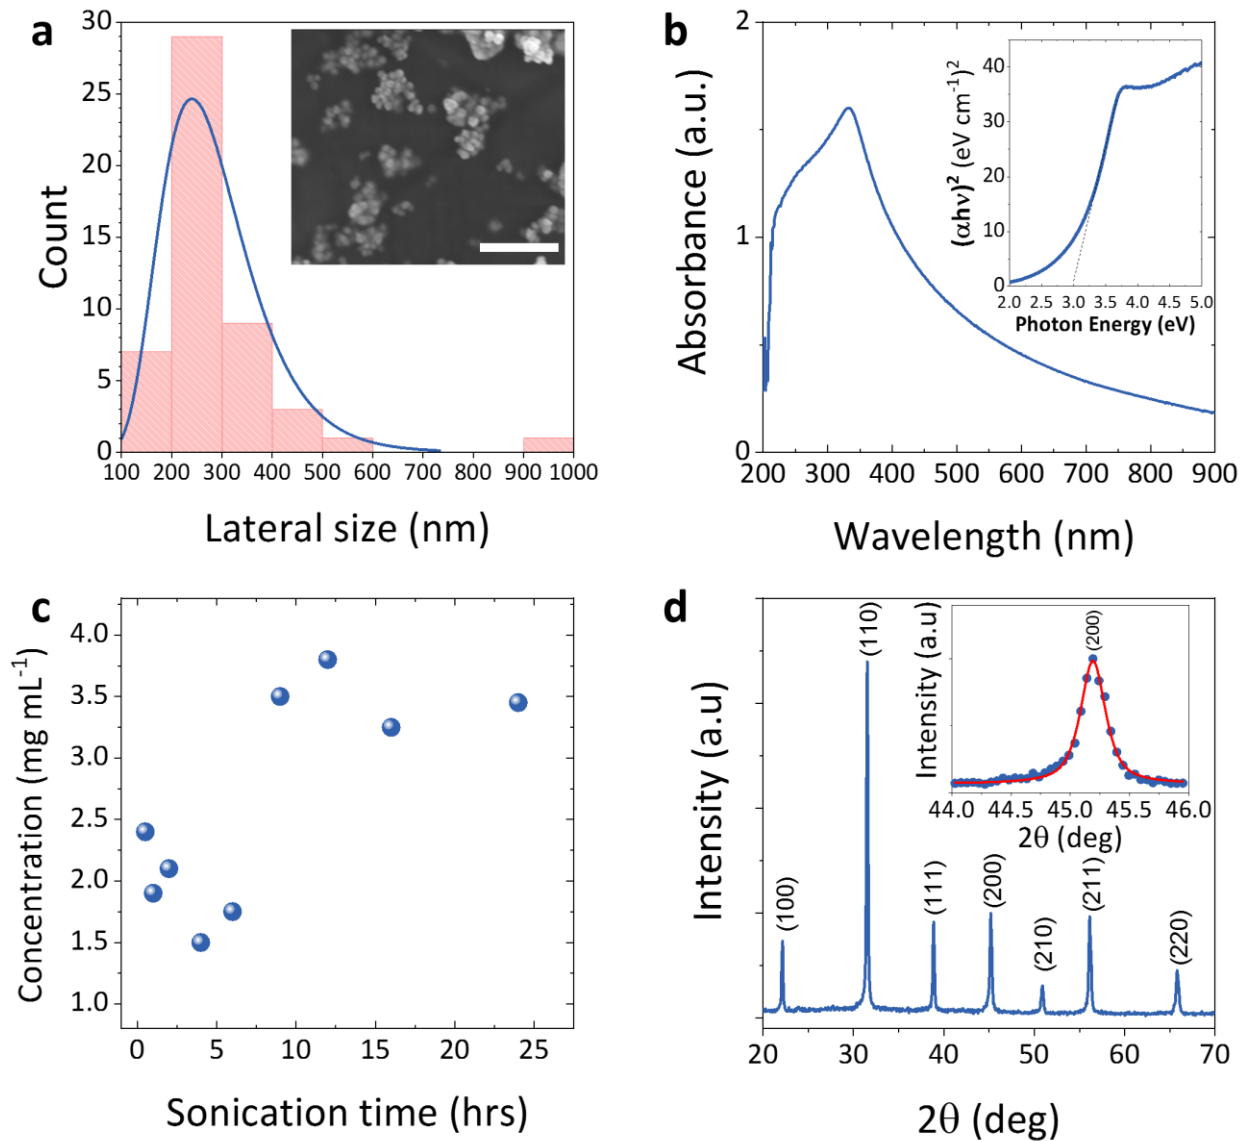 a
Count
30
25
20
15
10
5
0
100 200 300 400 500 600 700 800 900 1000
Lateral size (nm)
b
Absorbance (a.u.)
2
1
0
200 300 400 500 600 700 800 900
Wavelength (nm)
(αhν)² (eV cm⁻¹)²
40
30
20
10
0
2.0 2.5 3.0 3.5 4.0 4.5 5.0
Photon Energy (eV)
c
Concentration (mg mL⁻¹)
4.0
3.5
3.0
2.5
2.0
1.5
1.0
0 5 10 15 20 25
Sonication time (hrs)
d
Intensity (a.u)
(100)
(110)
(111)
(200)
(210)
(211)
(220)
20 30 40 50 60 70
2θ (deg)
Intensity (a.u)
(200)
44.0 44.5 45.0 45.5 46.0
2θ (deg)